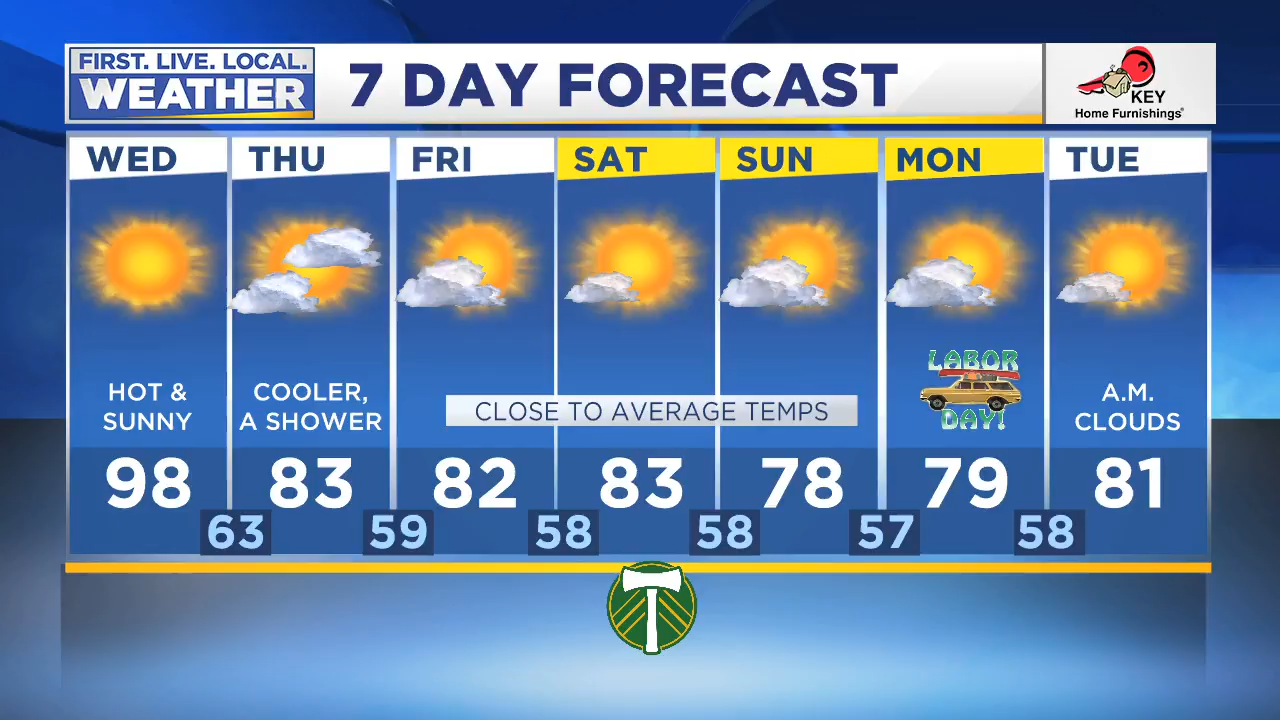 FIRST. LIVE. LOCAL.
WEATHER
7 DAY FORECAST
KEY
Home Furnishings®
WED
THU
FRI
SAT
SUN
MON
TUE
HOT &
SUNNY
COOLER,
A SHOWER
CLOSE TO AVERAGE TEMPS
LABOR
DAY!
A.M.
CLOUDS
98
83
82
83
78
79
81
63
59
58
58
57
58